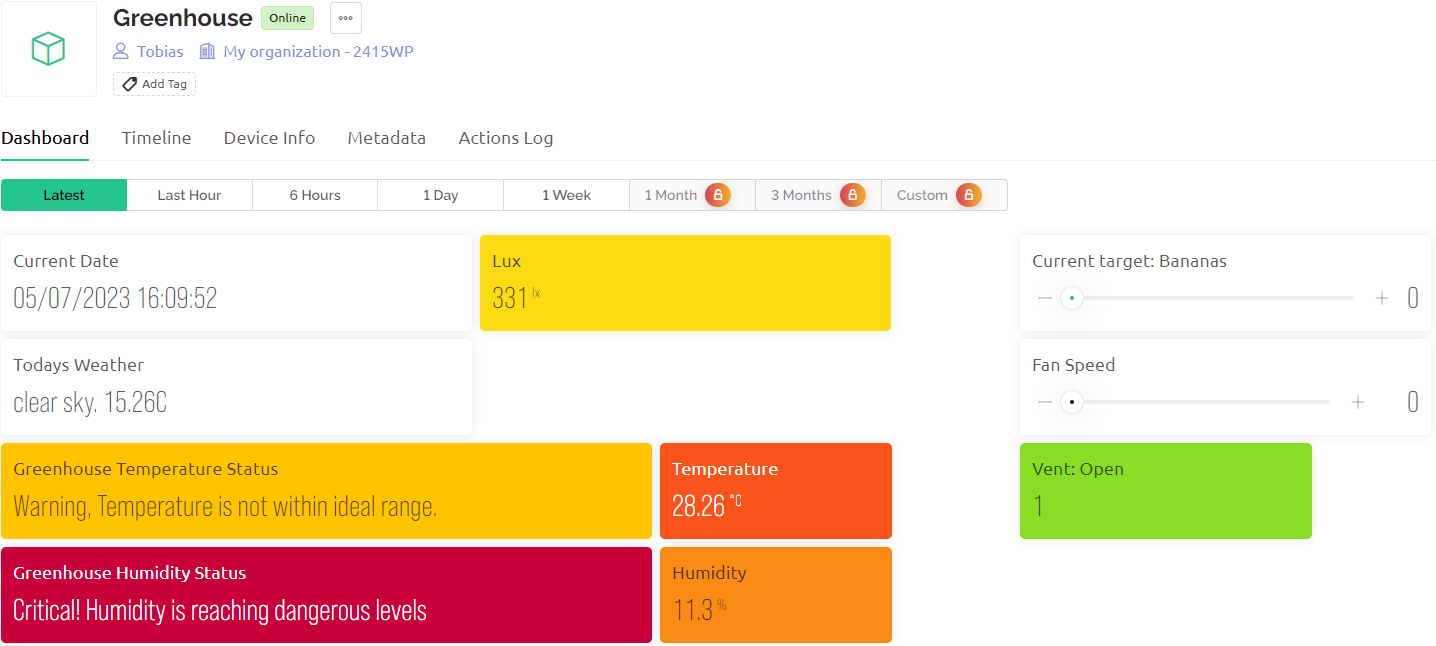 Greenhouse Online
Tobias My organization - 2415WP
Add Tag
Dashboard Timeline Device Info Metadata Actions Log
Latest Last Hour 6 Hours 1 Day 1 Week 1 Month 3 Months Custom
Current Date
05/07/2023 16:09:52
Lux
331 lx
Current target: Bananas
0
Todays Weather
clear sky. 15.26C
Fan Speed
0
Greenhouse Temperature Status
Warning, Temperature is not within ideal range.
Temperature
28.26 °C
Vent: Open
1
Greenhouse Humidity Status
Critical! Humidity is reaching dangerous levels
Humidity
11.3 %